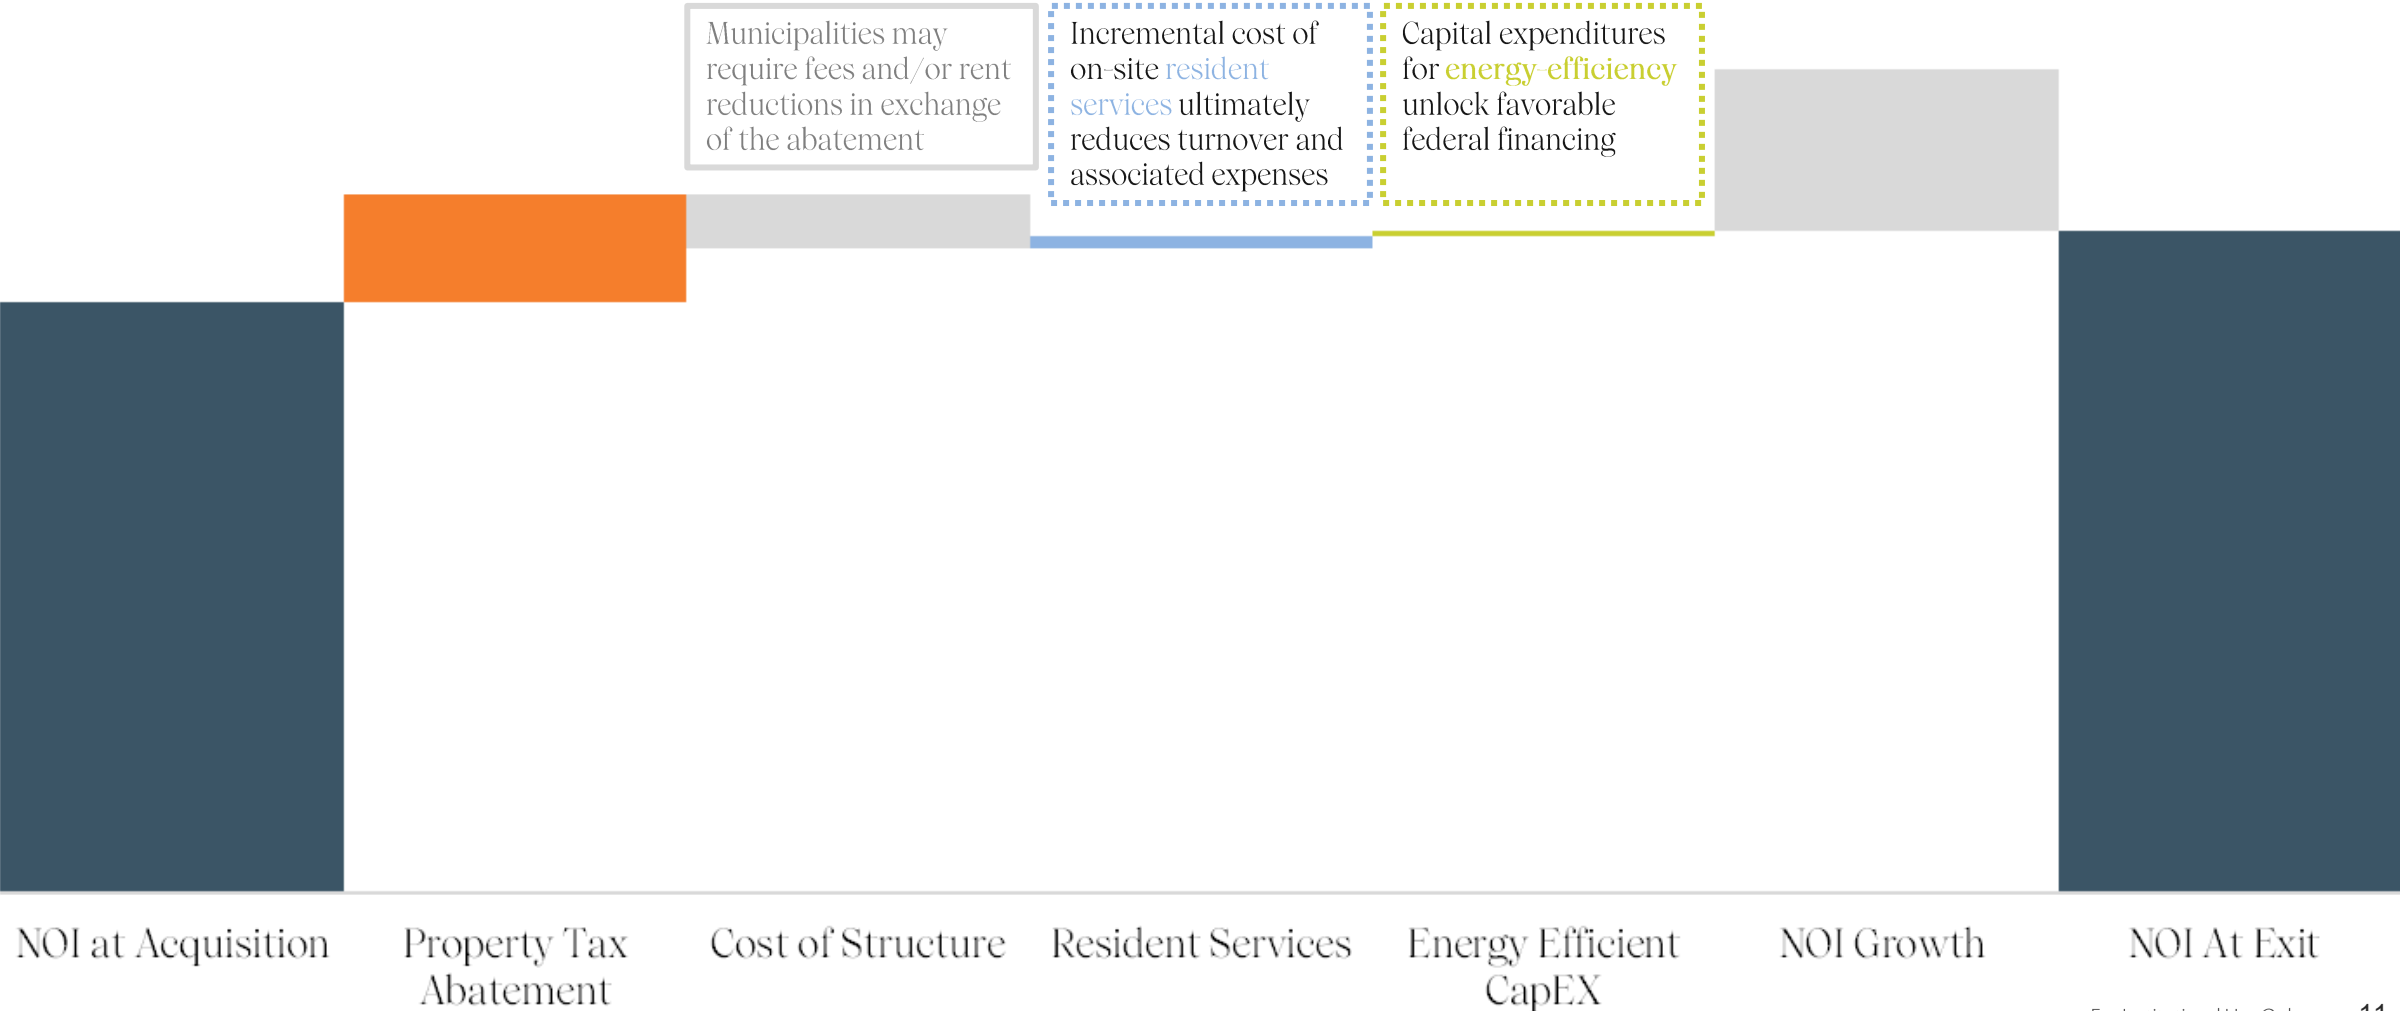 Municipalities may
require fees and/or rent
reductions in exchange
of the abatement
Incremental cost of
on-site resident
services ultimately
reduces turnover and
associated expenses
Capital expenditures
for energy-efficiency
unlock favorable
federal financing
NOI at Acquisition
Property Tax
Abatement
Cost of Structure
Resident Services
Energy Efficient
CapEX
NOI Growth
NOI At Exit
11